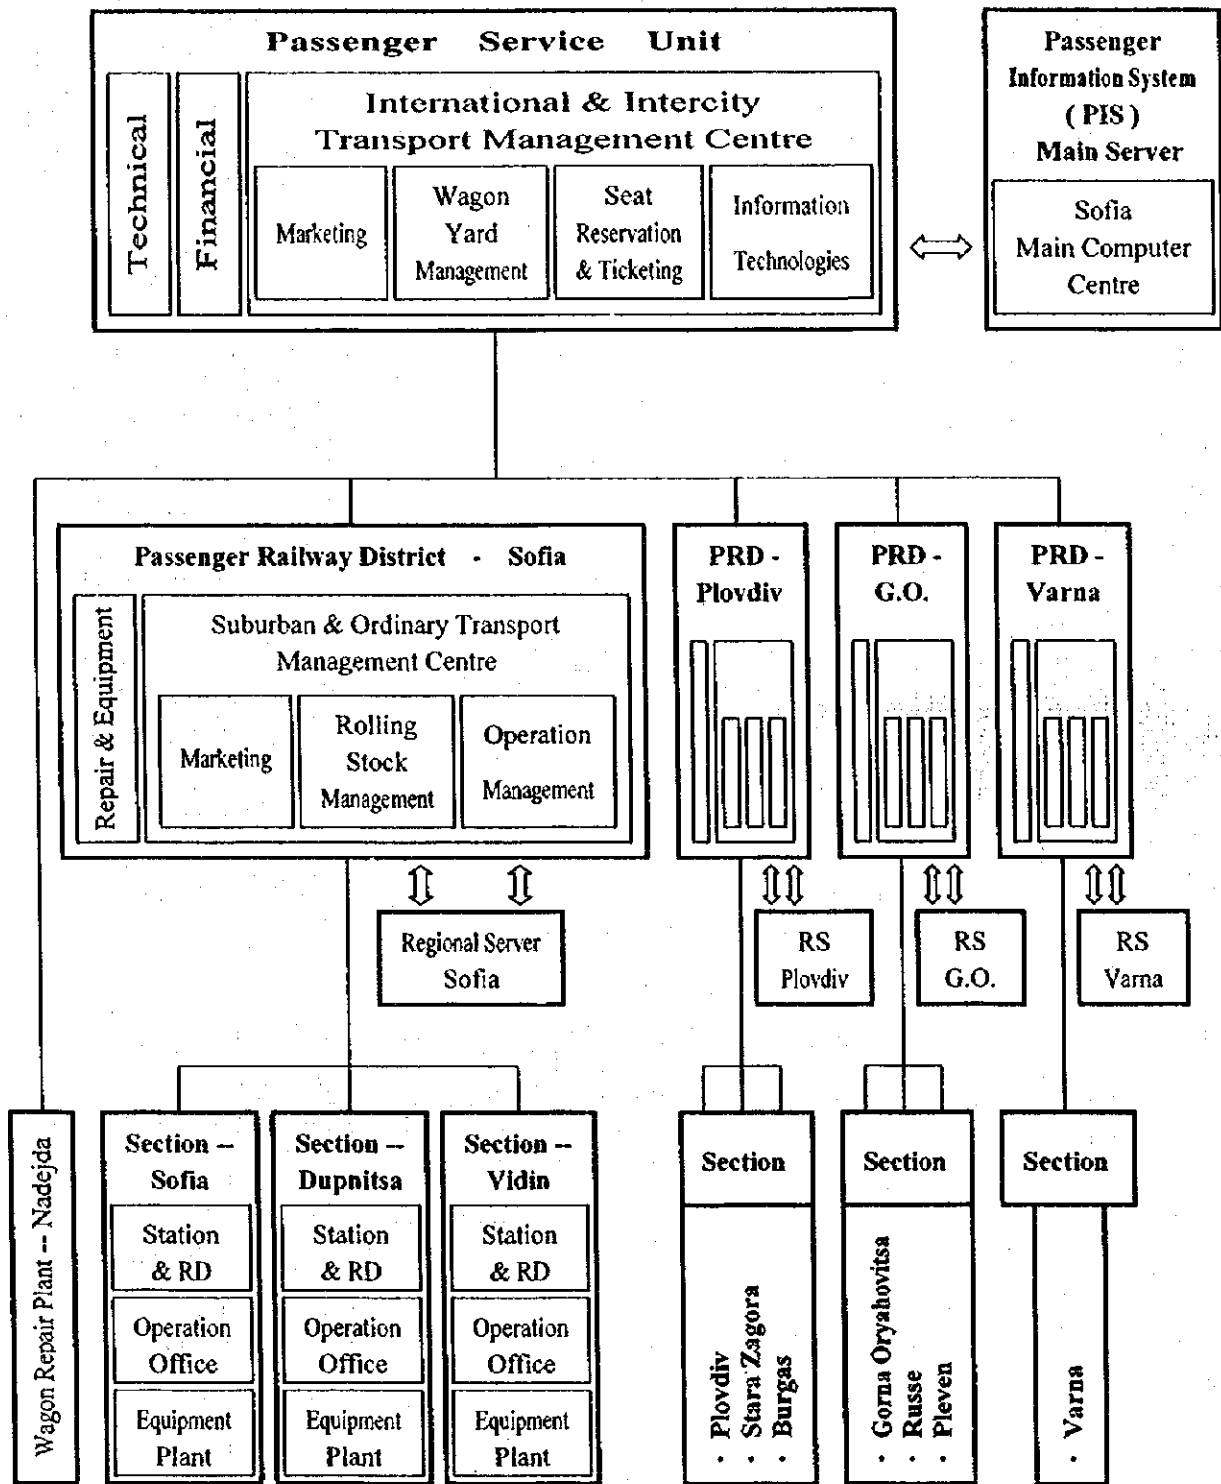 Passenger Service Unit
Technical
Financial
International & Intercity
Transport Management Centre
Marketing
Wagon
Yard
Management
Seat
Reservation
& Ticketing
Information
Technologies
Passenger
Information System
( PIS )
Main Server
Sofia
Main Computer
Centre
Passenger Railway District - Sofia
Repair & Equipment
Suburban & Ordinary Transport
Management Centre
Marketing
Rolling
Stock
Management
Operation
Management
PRD -
Plovdiv
PRD -
G.O.
PRD -
Varna
Regional Server
Sofia
RS
Plovdiv
RS
G.O.
RS
Varna
Wagon Repair Plant -- Nadejda
Section --
Sofia
Station
& RD
Operation
Office
Equipment
Plant
Section --
Dupnitsa
Station
& RD
Operation
Office
Equipment
Plant
Section --
Vidin
Station
& RD
Operation
Office
Equipment
Plant
Section
· Plovdiv
· Stara Zagora
· Burgas
Section
· Gorna Oryahovitsa
· Russe
· Pleven
Section
· Varna